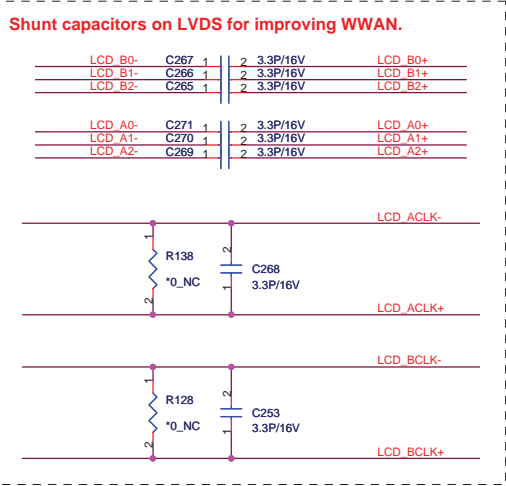 Shunt capacitors on LVDS for improving WWAN.
LCD_B0- C267 1 2 3.3P/16V LCD_B0+
LCD_B1- C266 1 2 3.3P/16V LCD_B1+
LCD_B2- C265 1 2 3.3P/16V LCD_B2+
LCD_A0- C271 1 2 3.3P/16V LCD_A0+
LCD_A1- C270 1 2 3.3P/16V LCD_A1+
LCD_A2- C269 1 2 3.3P/16V LCD_A2+
LCD_ACLK-
1 2
R138 C268
*0_NC 3.3P/16V
2 1
LCD_ACLK+
LCD_BCLK-
1 2
R128 C253
*0_NC 3.3P/16V
2 1
LCD_BCLK+